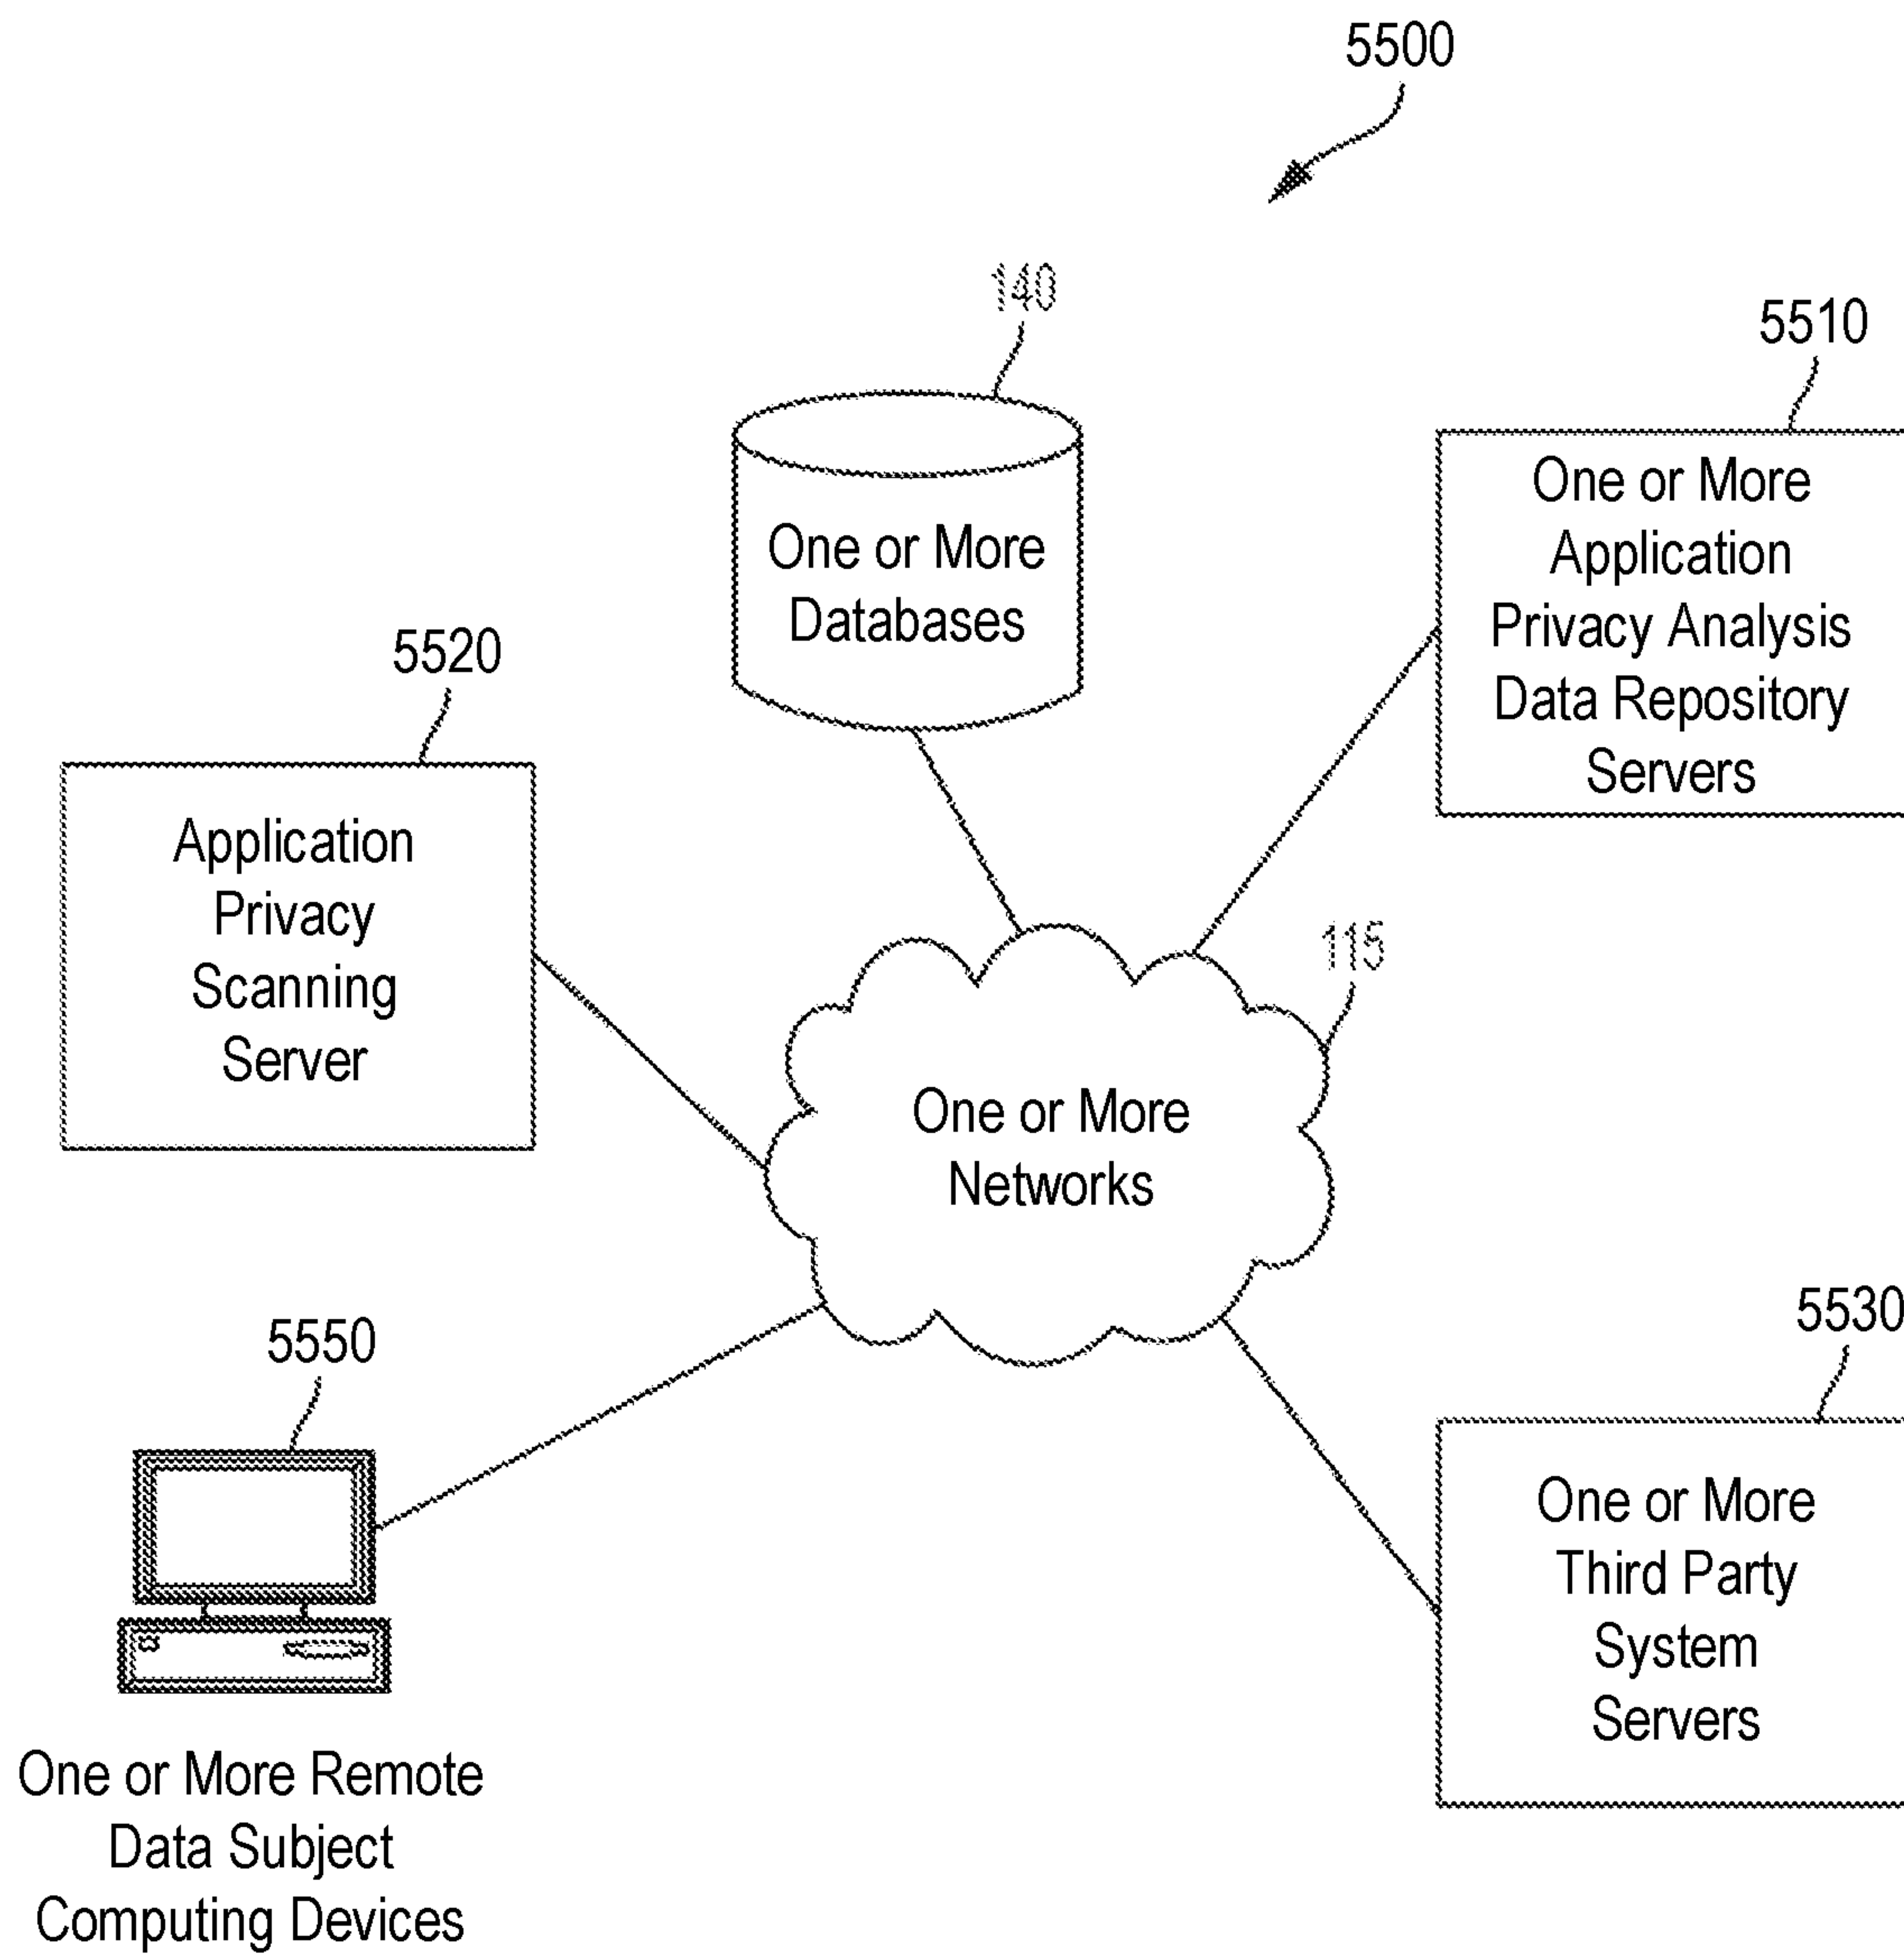 5500
140
One or More
Databases
5510
One or More
Application
Privacy Analysis
Data Repository
Servers
5520
Application
Privacy
Scanning
Server
115
One or More
Networks
5550
One or More Remote
Data Subject
Computing Devices
5530
One or More
Third Party
System
Servers